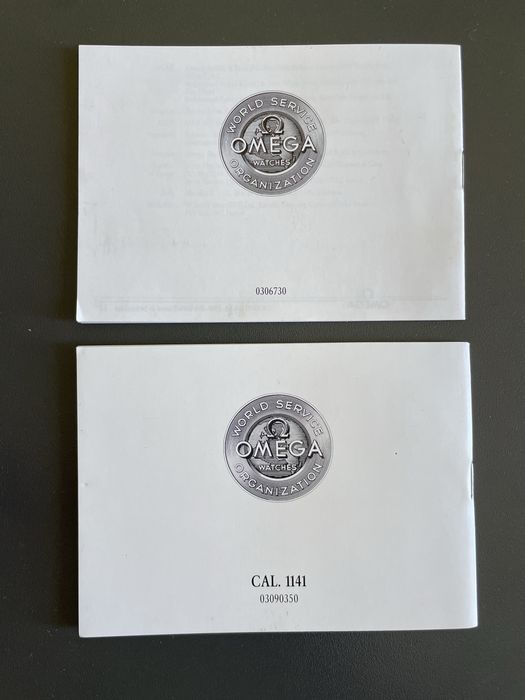 WORLD SERVICE
OMEGA
WATCHES
ORGANIZATION
0306730
WORLD SERVICE
OMEGA
WATCHES
ORGANIZATION
CAL. 1141
03090350